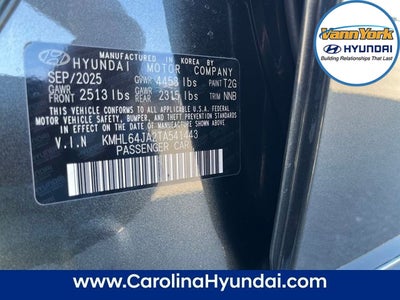 MANUFACTURED IN KOREA BY
HYUNDAI MOTOR COMPANY
SEP/2025 GVWR 4453 lbs PAINT T2G
GAWR FRONT 2513 lbs GAWR REAR 2315 lbs TRIM NNB
THIS VEHICLE CONFORMS TO ALL APPLICABLE U.S.A. FEDERAL
MOTOR VEHICLE SAFETY, BUMPER, AND THEFT PREVENTION
STANDARDS IN EFFECT ON THE DATE OF MANUFACTURE
SHOWN ABOVE.
V.I.N KMHL64JA2TA541443
PASSENGER CAR
Vann York
HYUNDAI
Building Relationships That Last
www.CarolinaHyundai.com